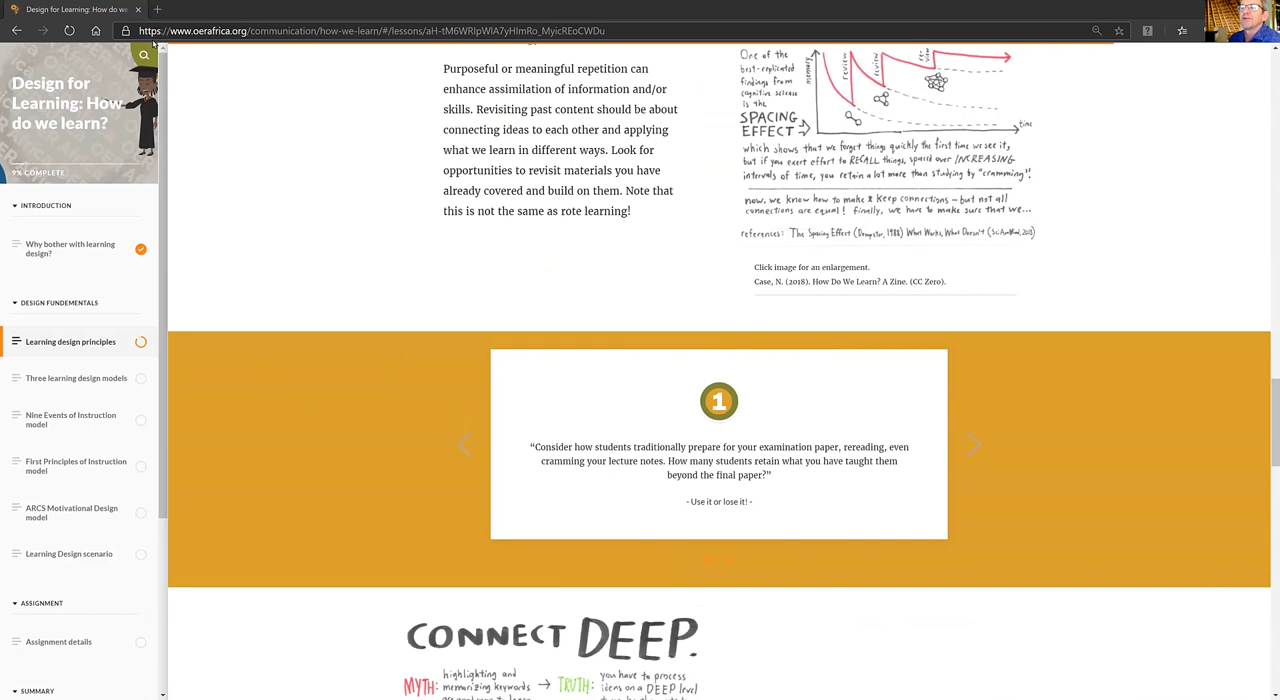 Design for Learning: How do we l
https://www.oerafrica.org/communication/how-we-learn/#/lessons/aH-tM6WRIpWIA7yHlmRo_MyicREoCWDu
Design for
Learning: How
do we learn?
9% COMPLETE
INTRODUCTION
Why bother with learning
design?
DESIGN FUNDAMENTALS
Learning design principles
Three learning design models
Nine Events of Instruction
model
First Principles of Instruction
model
ARCS Motivational Design
model
Learning Design scenario
ASSIGNMENT
Assignment details
SUMMARY
Purposeful or meaningful repetition can
enhance assimilation of information and/or
skills. Revisiting past content should be about
connecting ideas to each other and applying
what we learn in different ways. Look for
opportunities to revisit materials you have
already covered and build on them. Note that
this is not the same as rote learning!
One of the
best-replicated
findings from
cognitive science
is the
SPACING
EFFECT
memory
review
review
time
which shows that we forget things quickly the first time we see it,
but if you exert effort to RECALL things, spaced over INCREASING
intervals of time, you retain a lot more than studying by "cramming".
now, we know how to make & keep connections – but not all
connections are equal! finally, we have to make sure that we...
references: The Spacing Effect (Dempster, 1988) What Works, What Doesn't
Click image for an enlargement.
Case, N. (2018). How Do We Learn? A Zine. (CC Zero).
1
“Consider how students traditionally prepare for your examination paper, rereading, even
cramming your lecture notes. How many students retain what you have taught them
beyond the final paper?”
- Use it or lose it! -
CONNECT DEEP.
MYTH: highlighting and
memorizing keywords
TRUTH: you have to process
ideas on a DEEP level